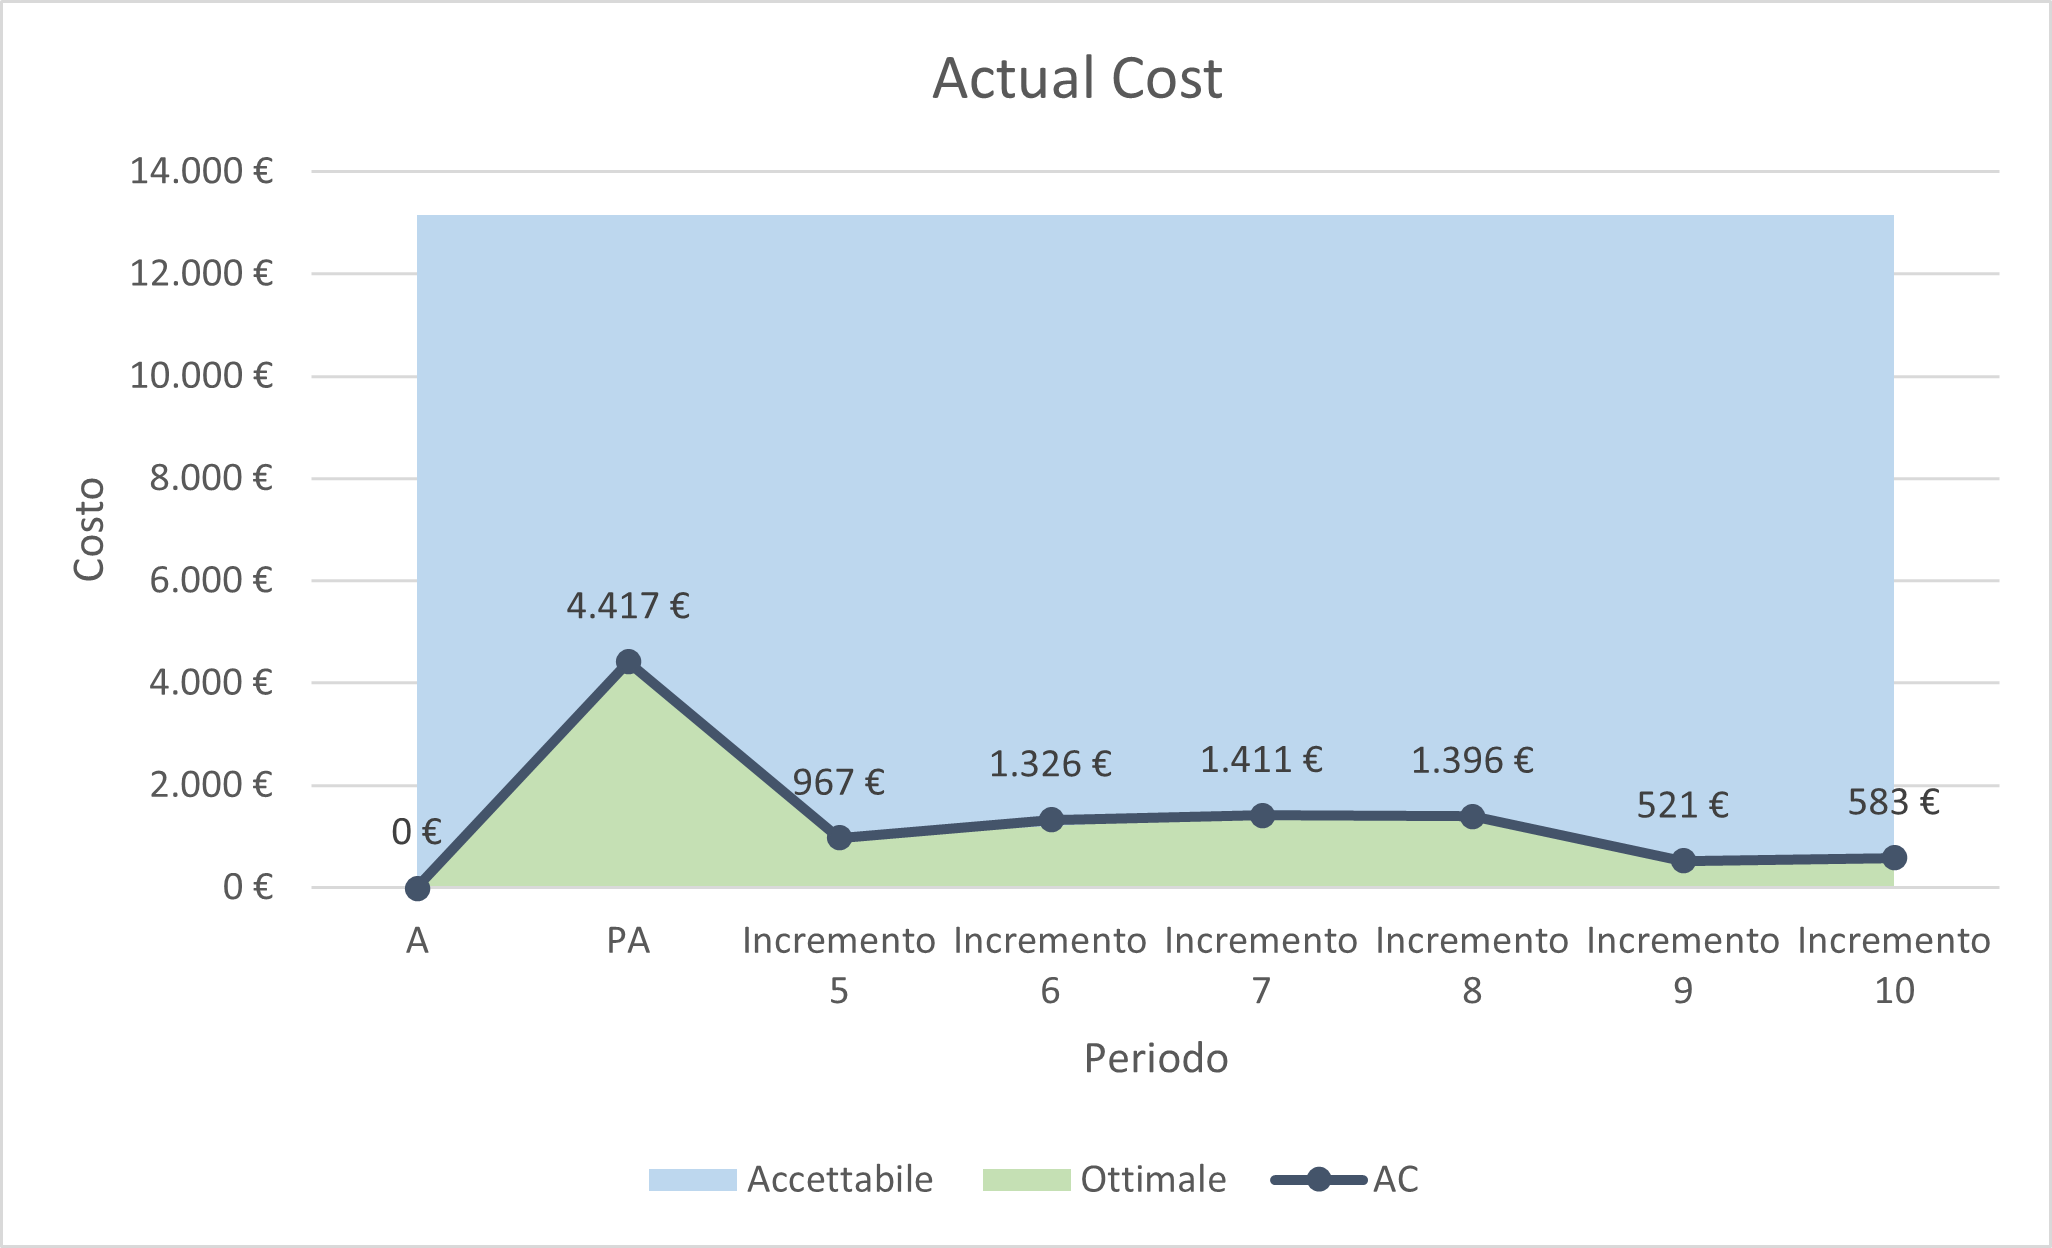 Actual Cost
14.000 €
12.000 €
10.000 €
8.000 €
6.000 €
4.000 €
2.000 €
0 €
Costo
0 €
4.417 €
967 €
1.326 €
1.411 €
1.396 €
521 €
583 €
A
PA
Incremento
5
Incremento
6
Incremento
7
Incremento
8
Incremento
9
Incremento
10
Periodo
Accettabile
Ottimale
AC